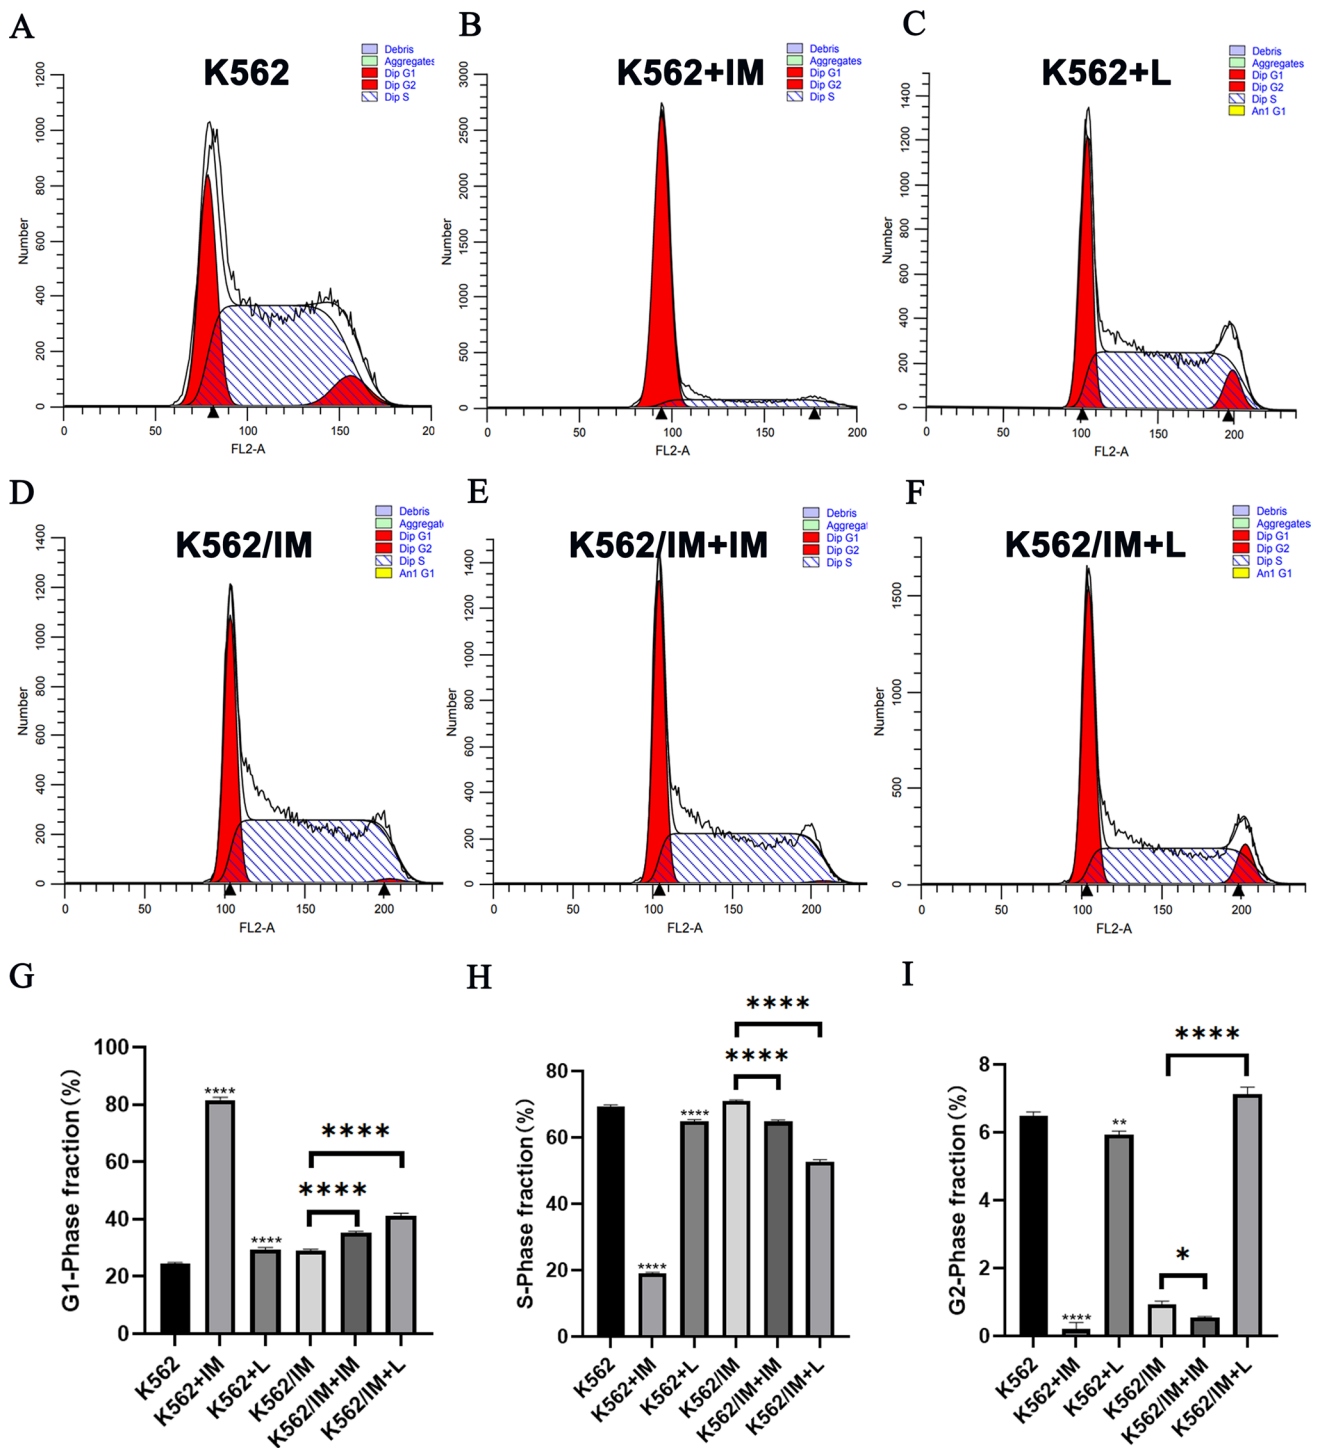 A
K562
Debris
Aggregates
Dip G1
Dip G2
Dip S
Number
0
200
400
600
800
1000
1200
0
50
100
150
20
FL2-A
B
K562+IM
Debris
Aggregates
Dip G1
Dip G2
Dip S
Number
0
500
1000
1500
2000
2500
3000
0
50
100
150
200
FL2-A
C
K562+L
Debris
Aggregates
Dip G1
Dip G2
Dip S
An1 G1
Number
0
200
400
600
800
1000
1200
1400
0
50
100
150
200
FL2-A
D
K562/IM
Debris
Aggregat
Dip G1
Dip G2
Dip S
An1 G1
Number
0
200
400
600
800
1000
1200
1400
0
50
100
150
200
FL2-A
E
K562/IM+IM
Debris
Aggregat
Dip G1
Dip G2
Dip S
Number
0
200
400
600
800
1000
1200
1400
0
50
100
150
200
FL2-A
F
K562/IM+L
Debris
Aggregates
Dip G1
Dip G2
Dip S
An1 G1
Number
0
500
1000
1500
0
50
100
150
200
FL2-A
G
G1-Phase fraction(%)
100
80
60
40
20
0
****
****
****
****
K562
K562+IM
K562+L
K562/IM
K562/IM+IM
K562/IM+L
H
S-Phase fraction(%)
80
60
40
20
0
****
****
****
****
K562
K562+IM
K562+L
K562/IM
K562/IM+IM
K562/IM+L
I
G2-Phase fraction(%)
8
6
4
2
0
****
**
*
****
K562
K562+IM
K562+L
K562/IM
K562/IM+IM
K562/IM+L